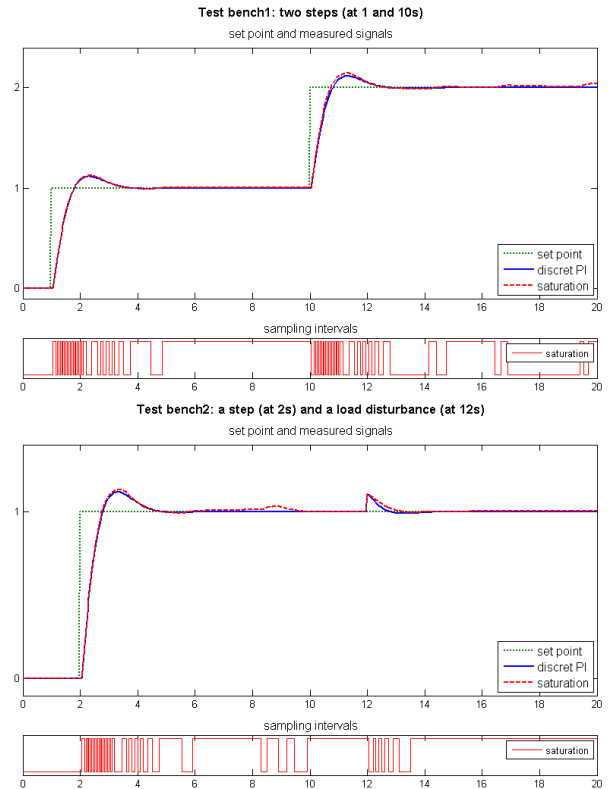 Test bench1: two steps (at 1 and 10s)
set point and measured signals
2
1
0
set point
discret PI
saturation
0 2 4 6 8 10 12 14 16 18 20
sampling intervals
saturation
0 2 4 6 8 10 12 14 16 18 20
Test bench2: a step (at 2s) and a load disturbance (at 12s)
set point and measured signals
1
0
set point
discret PI
saturation
0 2 4 6 8 10 12 14 16 18 20
sampling intervals
saturation
0 2 4 6 8 10 12 14 16 18 20